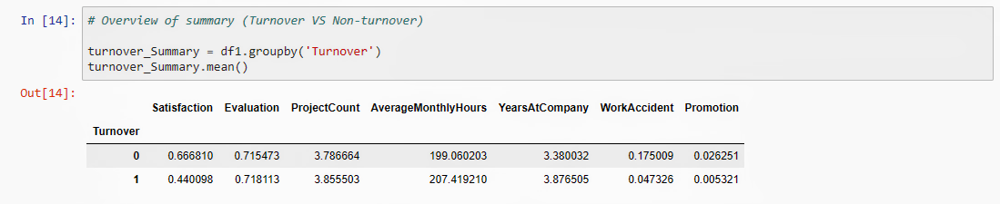 In [14]: # Overview of summary (Turnover VS Non-turnover)
turnover_Summary = df1.groupby('Turnover')
turnover_Summary.mean()
Out[14]:
Satisfaction Evaluation ProjectCount AverageMonthlyHours YearsAtCompany WorkAccident Promotion
Turnover
0 0.666810 0.715473 3.786664 199.060203 3.380032 0.175009 0.026251
1 0.440098 0.718113 3.855503 207.419210 3.876505 0.047326 0.005321